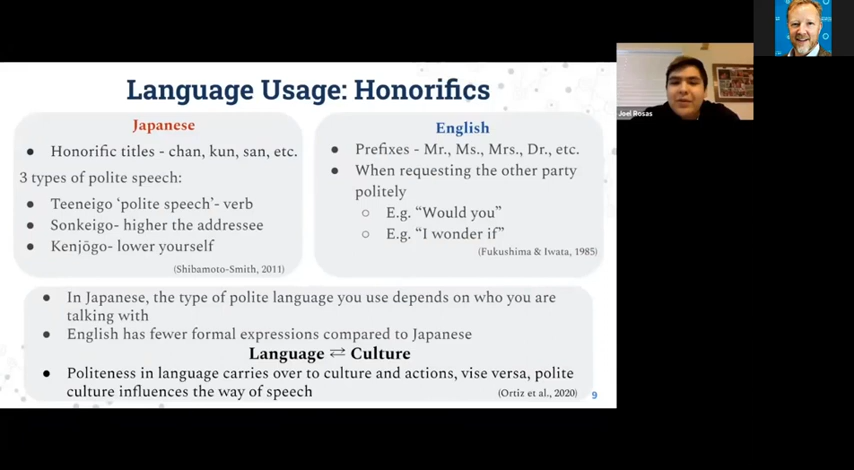 Language Usage: Honorifics
Japanese
• Honorific titles - chan, kun, san, etc.
3 types of polite speech:
• Teeneigo ‘polite speech’- verb
• Sonkeigo- higher the addressee
• Kenjōgo- lower yourself
(Shibamoto-Smith, 2011)
English
• Prefixes - Mr., Ms., Mrs., Dr., etc.
• When requesting the other party
politely
○ E.g. “Would you”
○ E.g. “I wonder if”
(Fukushima & Iwata, 1985)
• In Japanese, the type of polite language you use depends on who you are
talking with
• English has fewer formal expressions compared to Japanese
Language ⇄ Culture
• Politeness in language carries over to culture and actions, vise versa, polite
culture influences the way of speech
(Ortiz et al., 2020)
9
Joel Rosas